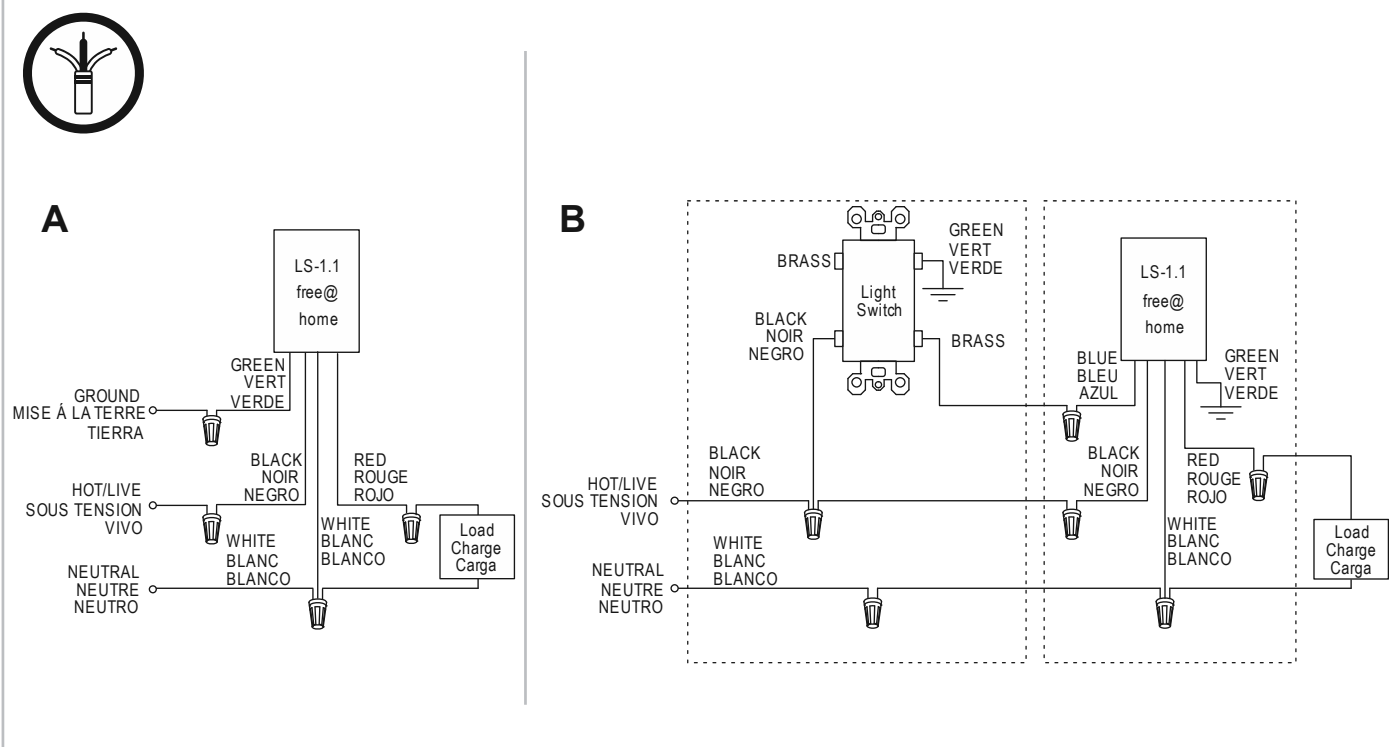 A
LS-1.1
free@
home
GREEN
VERT
VERDE
GROUND
MISE Á LA TERRE
TIERRA
BLACK
NOIR
NEGRO
RED
ROUGE
ROJO
HOT/LIVE
SOUS TENSION
VIVO
WHITE
BLANC
BLANCO
WHITE
BLANC
BLANCO
Load
Charge
Carga
NEUTRAL
NEUTRE
NEUTRO
B
BRASS
GREEN
VERT
VERDE
Light
Switch
BLACK
NOIR
NEGRO
BRASS
LS-1.1
free@
home
BLUE
BLEU
AZUL
GREEN
VERT
VERDE
BLACK
NOIR
NEGRO
BLACK
NOIR
NEGRO
RED
ROUGE
ROJO
HOT/LIVE
SOUS TENSION
VIVO
WHITE
BLANC
BLANCO
WHITE
BLANC
BLANCO
Load
Charge
Carga
NEUTRAL
NEUTRE
NEUTRO